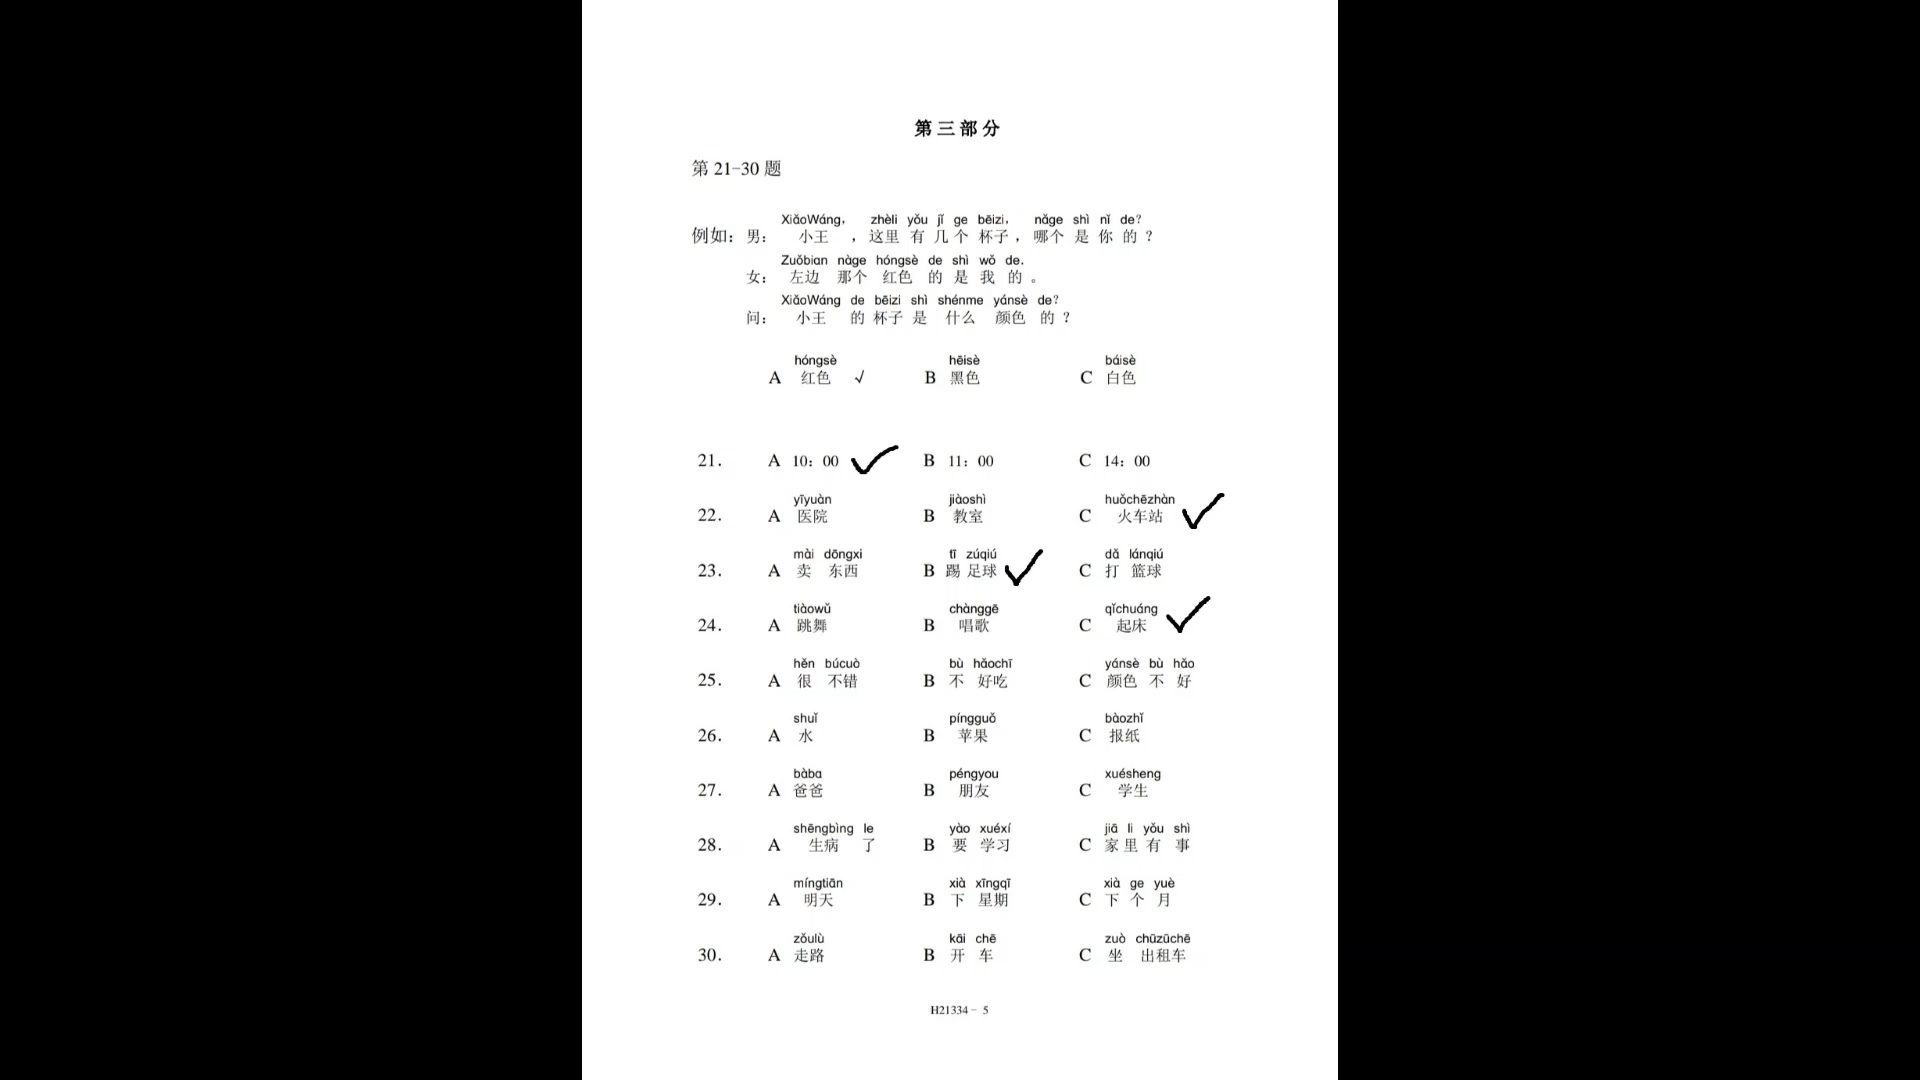 第三部分
第 21-30 题
XiǎoWáng, zhèli yǒu jǐ ge bēizi, nǎge shì nǐ de?
例如：男：小王，这里有几个杯子，哪个是你的？
Zuǒbian nàge hóngsè de shì wǒ de.
女：左边 那个 红色 的 是 我 的。
XiǎoWáng de bēizi shì shénme yánsè de?
问：小王 的 杯子 是 什么 颜色 的？
hóngsè hēisè báisè
A 红色 √ B 黑色 C 白色
21. A 10：00 ✓ B 11：00 C 14：00
yīyuàn jiàoshì huǒchēzhàn
22. A 医院 B 教室 C 火车站 ✓
mài dōngxi tī zúqiú dǎ lánqiú
23. A 卖 东西 B 踢 足球 ✓ C 打 篮球
tiàowǔ chànggē qǐchuáng
24. A 跳舞 B 唱歌 C 起床 ✓
hěn búcuò bù hǎochī yánsè bù hǎo
25. A 很 不错 B 不 好吃 C 颜色 不 好
shuǐ píngguǒ bàozhǐ
26. A 水 B 苹果 C 报纸
bàba péngyou xuésheng
27. A 爸爸 B 朋友 C 学生
shēngbìng le yào xuéxí jiā li yǒu shì
28. A 生病 了 B 要 学习 C 家 里 有 事
míngtiān xià xīngqī xià ge yuè
29. A 明天 B 下 星期 C 下 个 月
zǒulù kāi chē zuò chūzūchē
30. A 走路 B 开 车 C 坐 出租车
H21334－5